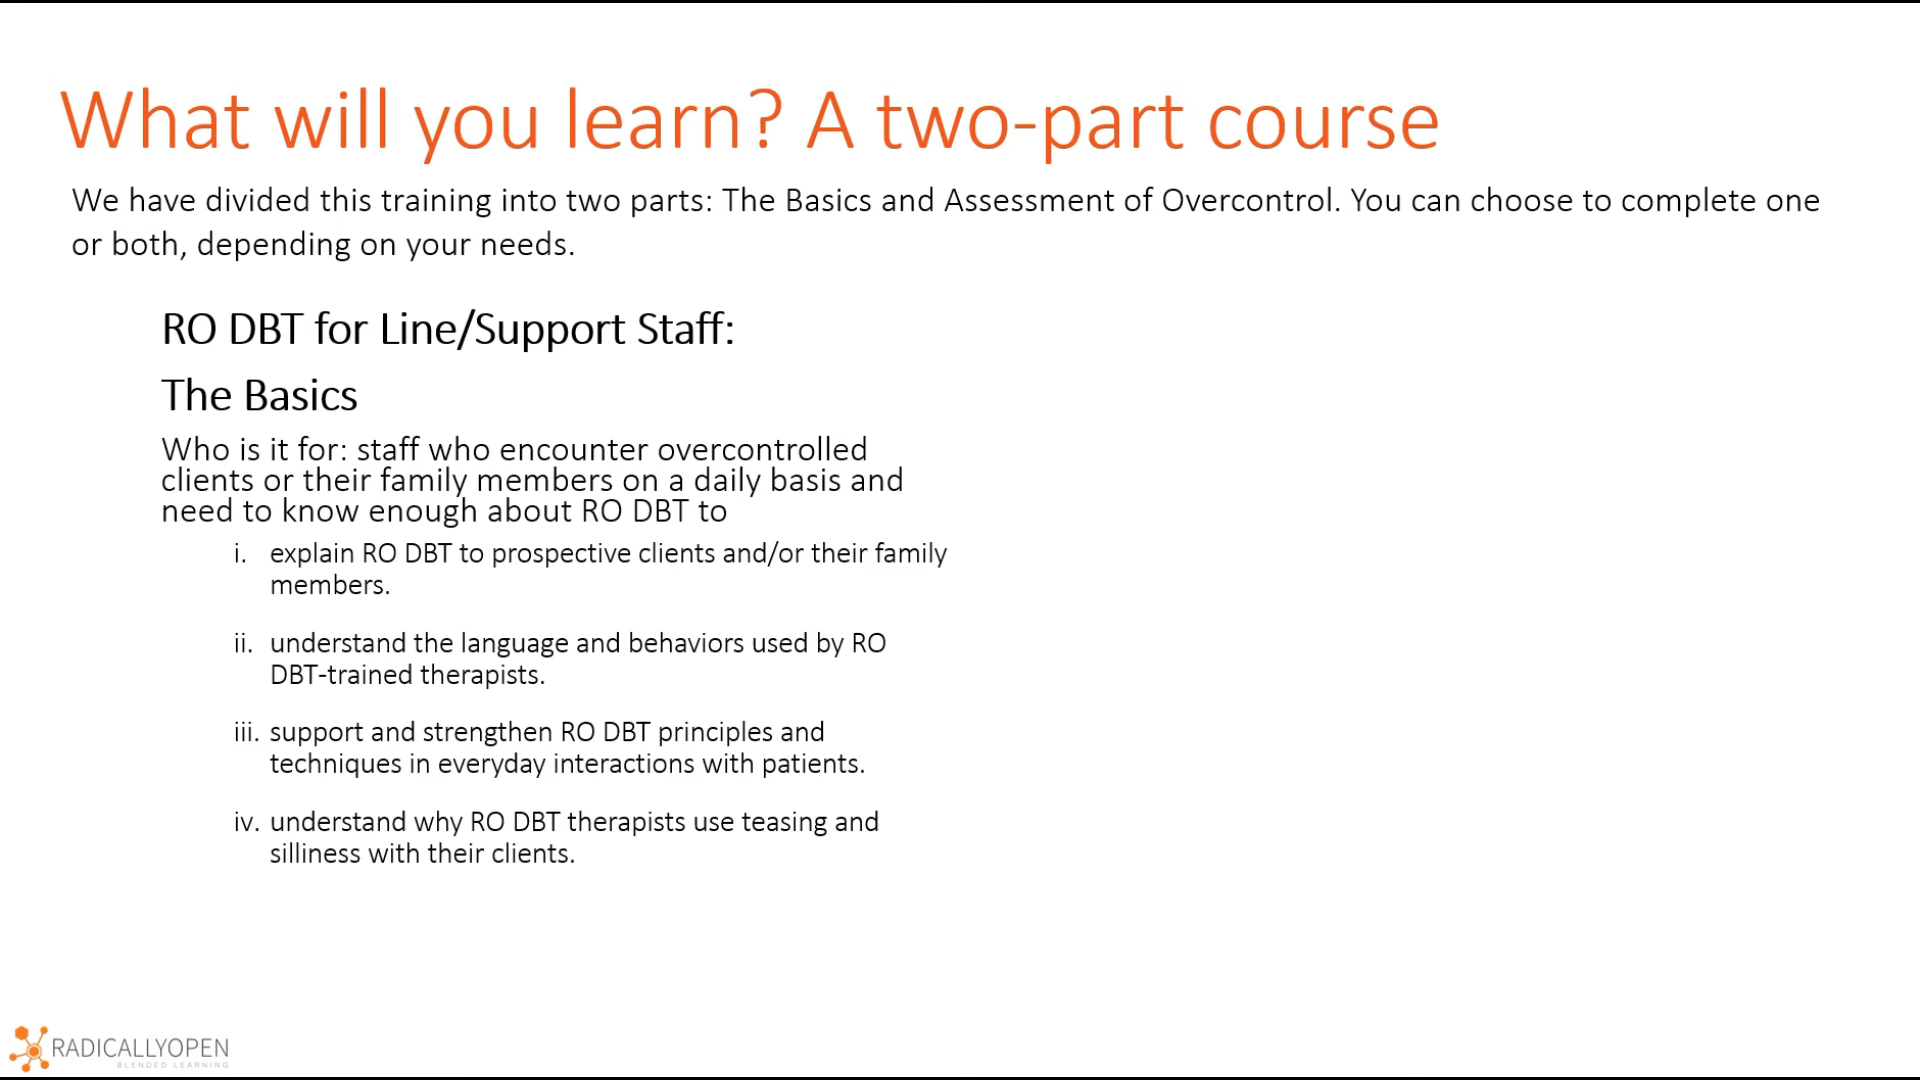 What will you learn? A two-part course
We have divided this training into two parts: The Basics and Assessment of Overcontrol. You can choose to complete one
or both, depending on your needs.
RO DBT for Line/Support Staff:
The Basics
Who is it for: staff who encounter overcontrolled
clients or their family members on a daily basis and
need to know enough about RO DBT to
i. explain RO DBT to prospective clients and/or their family
members.
ii. understand the language and behaviors used by RO
DBT-trained therapists.
iii. support and strengthen RO DBT principles and
techniques in everyday interactions with patients.
iv. understand why RO DBT therapists use teasing and
silliness with their clients.
RADICALLYOPEN
BLENDED LEARNING